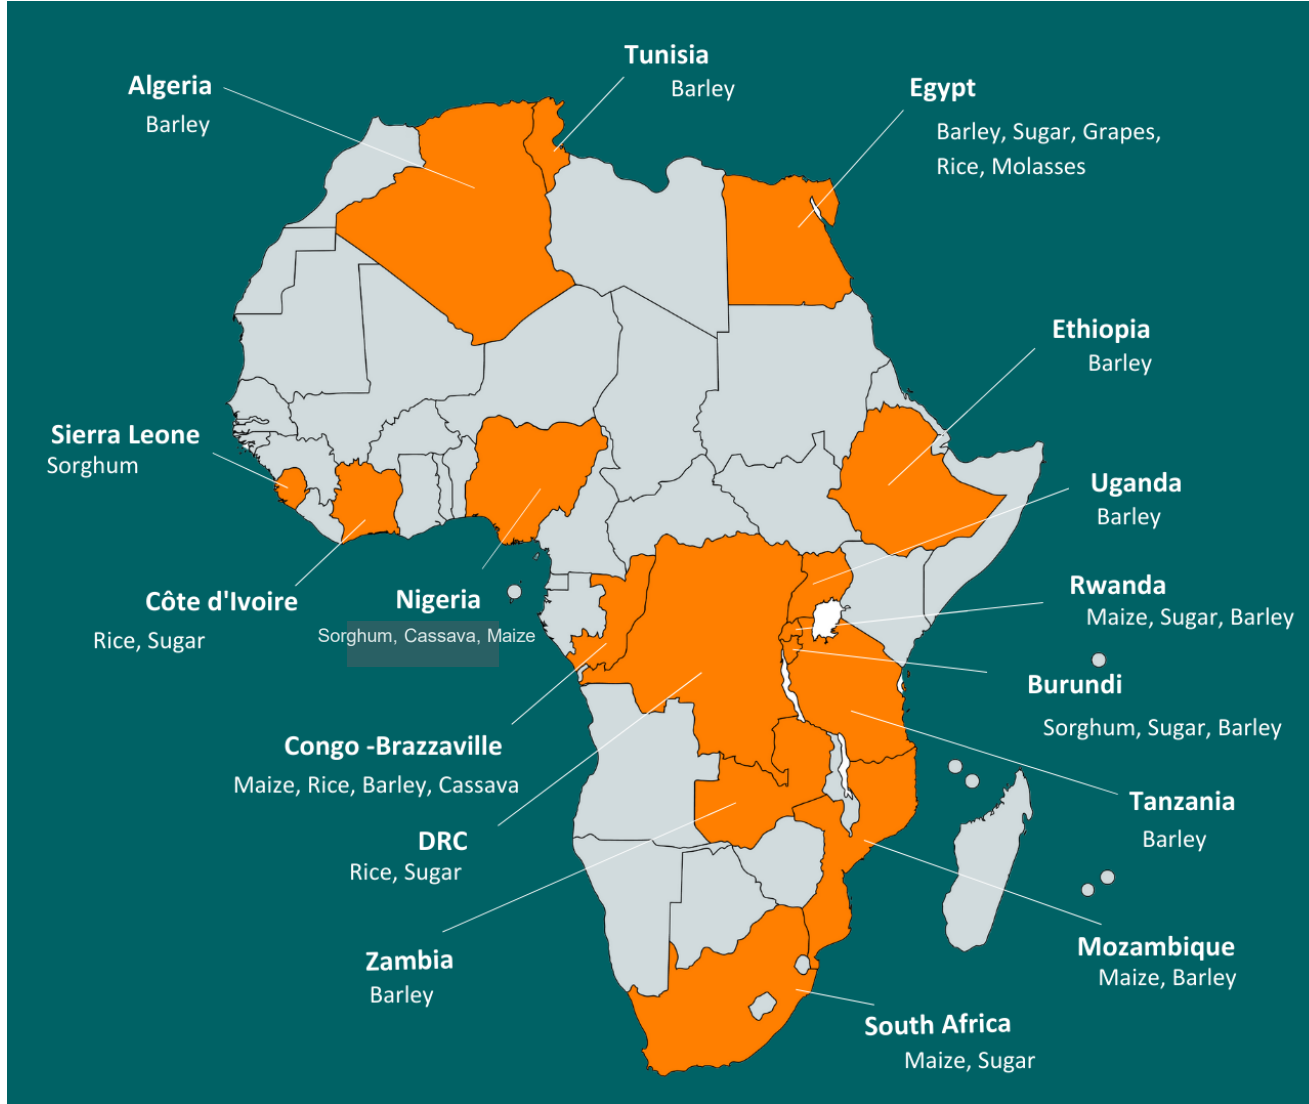 Tunisia
Barley
Algeria
Barley
Egypt
Barley, Sugar, Grapes,
Rice, Molasses
Ethiopia
Barley
Sierra Leone
Sorghum
Uganda
Barley
Rwanda
Maize, Sugar, Barley
Côte d'Ivoire
Rice, Sugar
Nigeria
Sorghum, Cassava, Maize
Burundi
Sorghum, Sugar, Barley
Congo -Brazzaville
Maize, Rice, Barley, Cassava
Tanzania
Barley
DRC
Rice, Sugar
Zambia
Barley
Mozambique
Maize, Barley
South Africa
Maize, Sugar